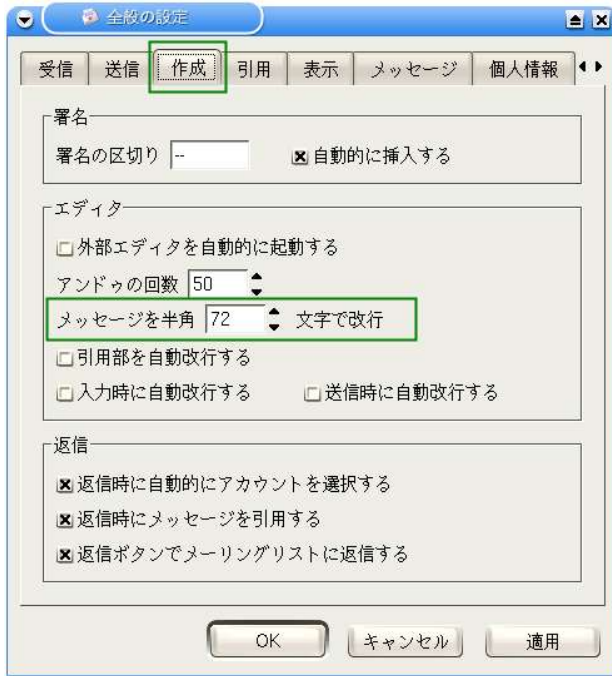 全般の設定
受信 送信 作成 引用 表示 メッセージ 個人情報
署名
署名の区切り -- 自動的に挿入する
エディタ
外部エディタを自動的に起動する
アンドゥの回数 50
メッセージを半角 72 文字で改行
引用部を自動改行する
入力時に自動改行する 送信時に自動改行する
返信
返信時に自動的にアカウントを選択する
返信時にメッセージを引用する
返信ボタンでメーリングリストに返信する
OK キャンセル 適用